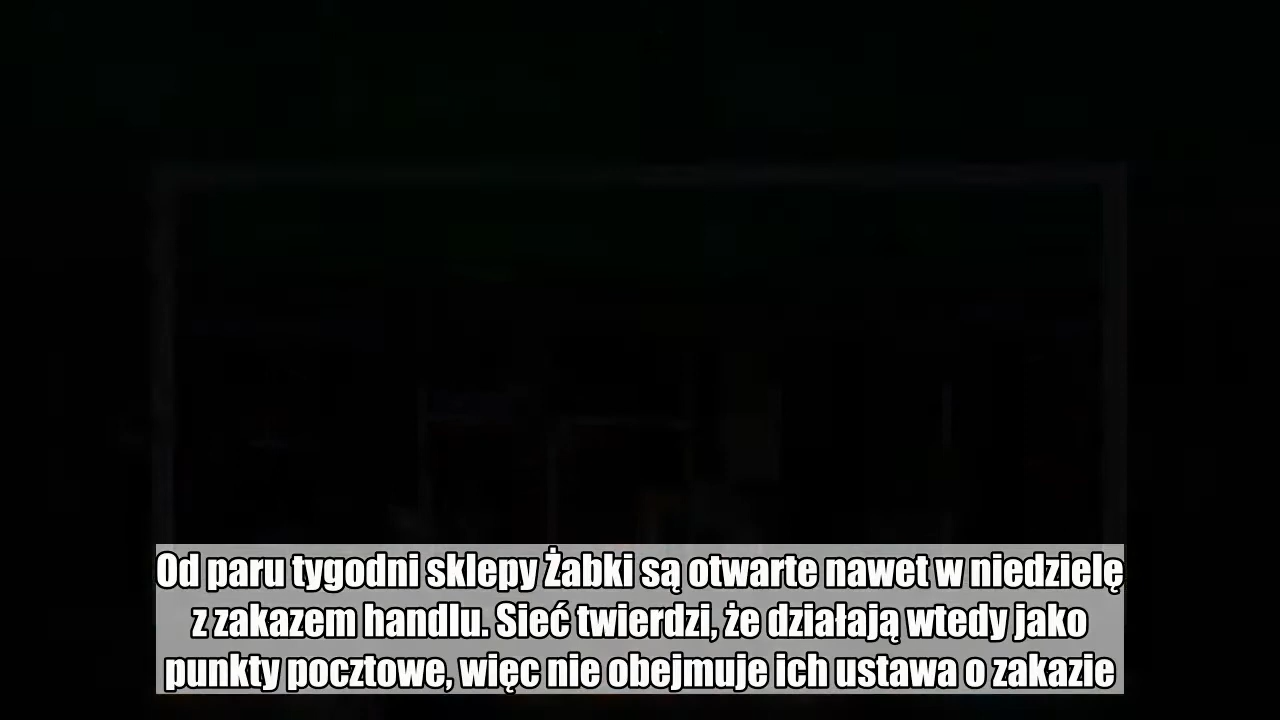 Od paru tygodni sklepy Żabki są otwarte nawet w niedzielę
z zakazem handlu. Sieć twierdzi, że działają wtedy jako
punkty pocztowe, więc nie obejmuje ich ustawa o zakazie